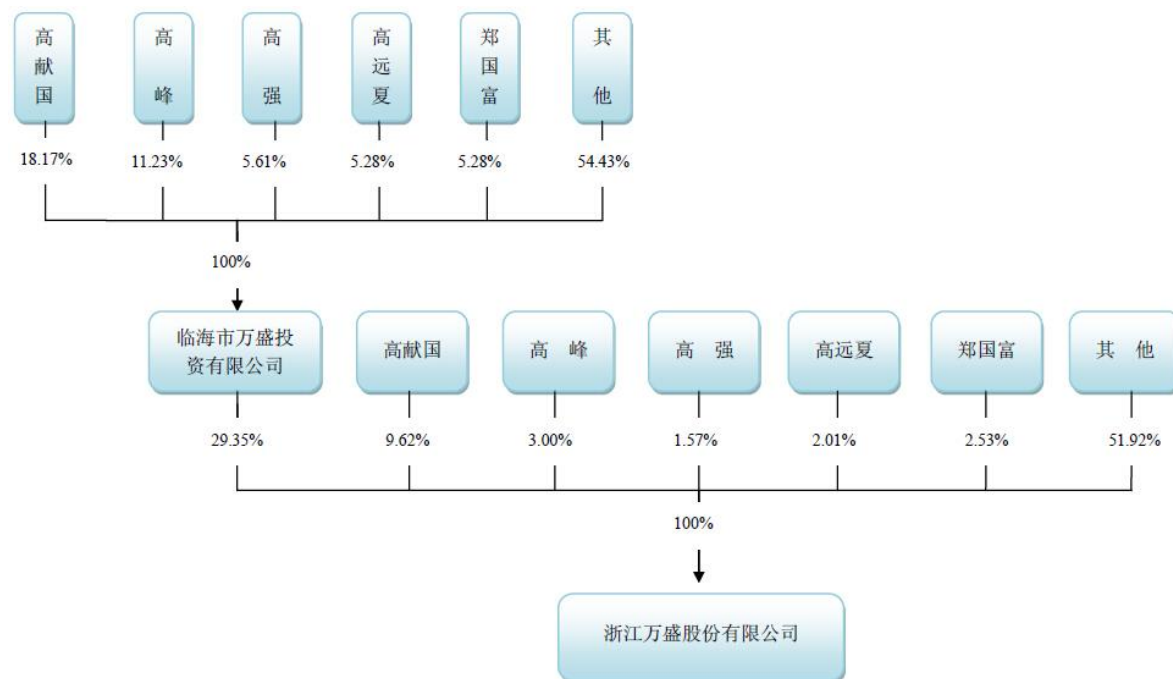 高献国
高 峰
高 强
高远夏
郑国富
其 他
18.17%
11.23%
5.61%
5.28%
5.28%
54.43%
100%
临海市万盛投
资有限公司
高献国
高 峰
高 强
高远夏
郑国富
其 他
29.35%
9.62%
3.00%
1.57%
2.01%
2.53%
51.92%
100%
浙江万盛股份有限公司